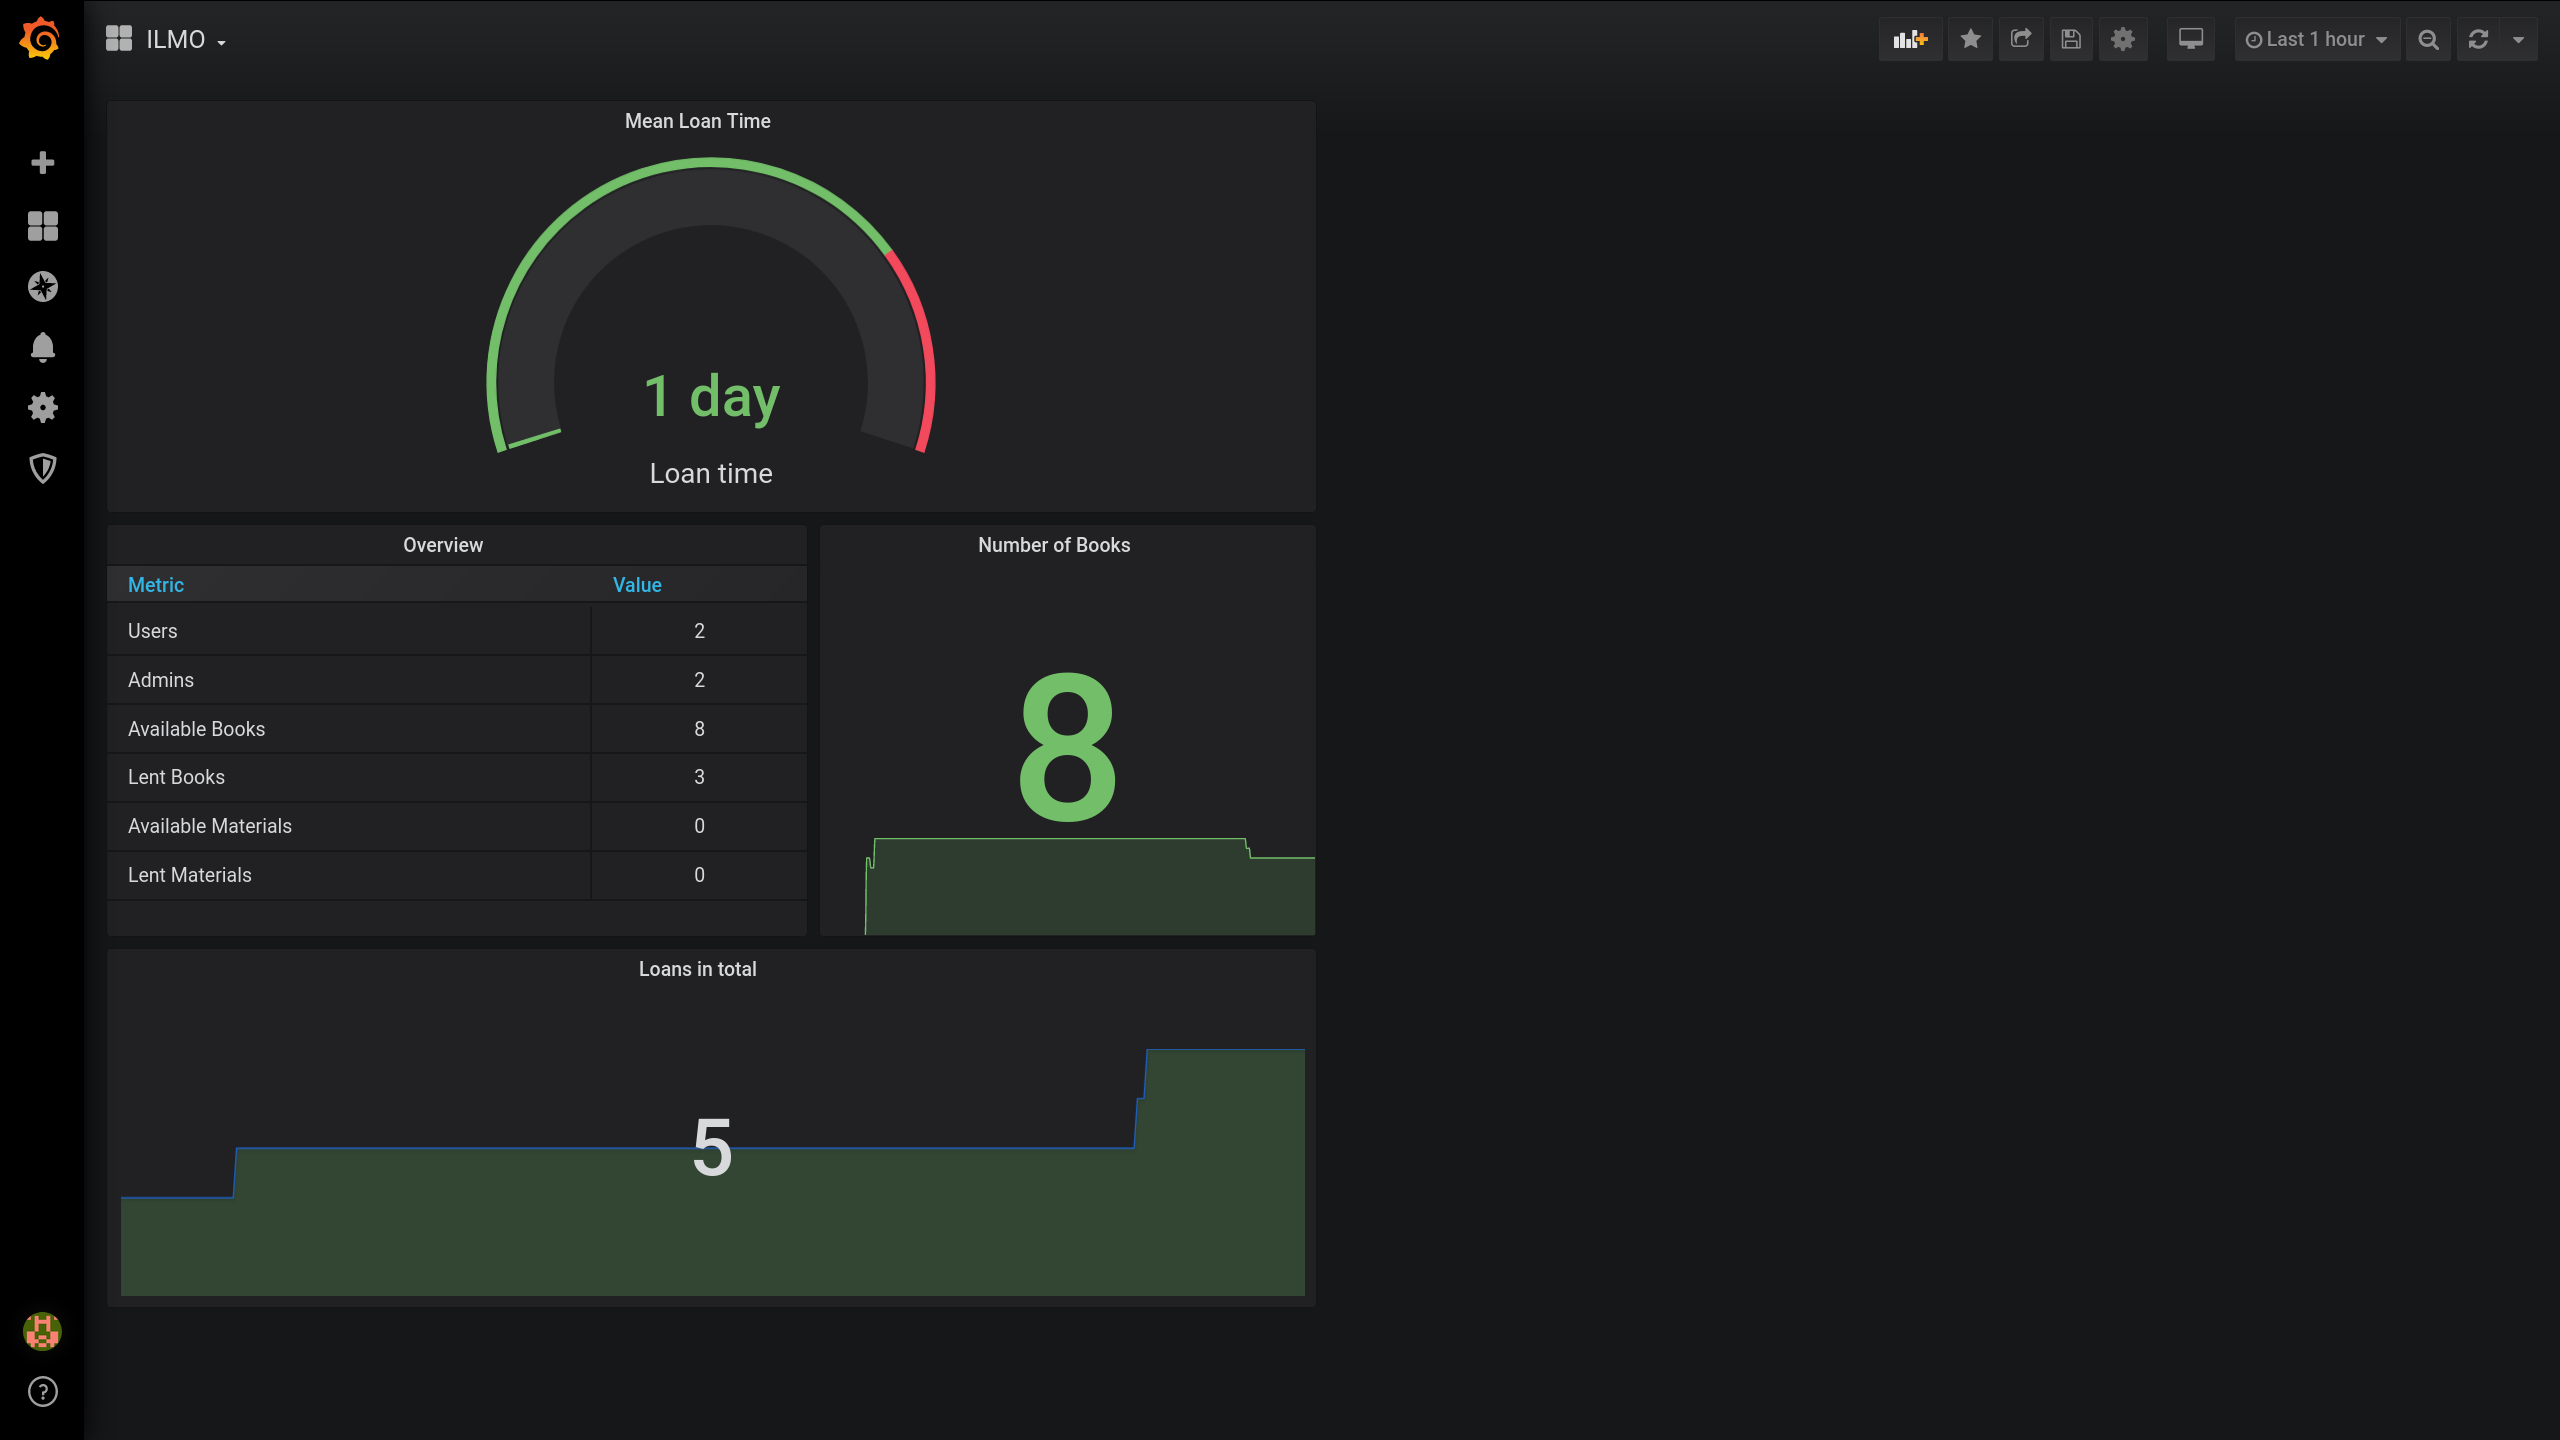 ILMO
Last 1 hour
Mean Loan Time
1 day
Loan time
Overview
Metric Value
Users 2
Admins 2
Available Books 8
Lent Books 3
Available Materials 0
Lent Materials 0
Number of Books
8
Loans in total
5